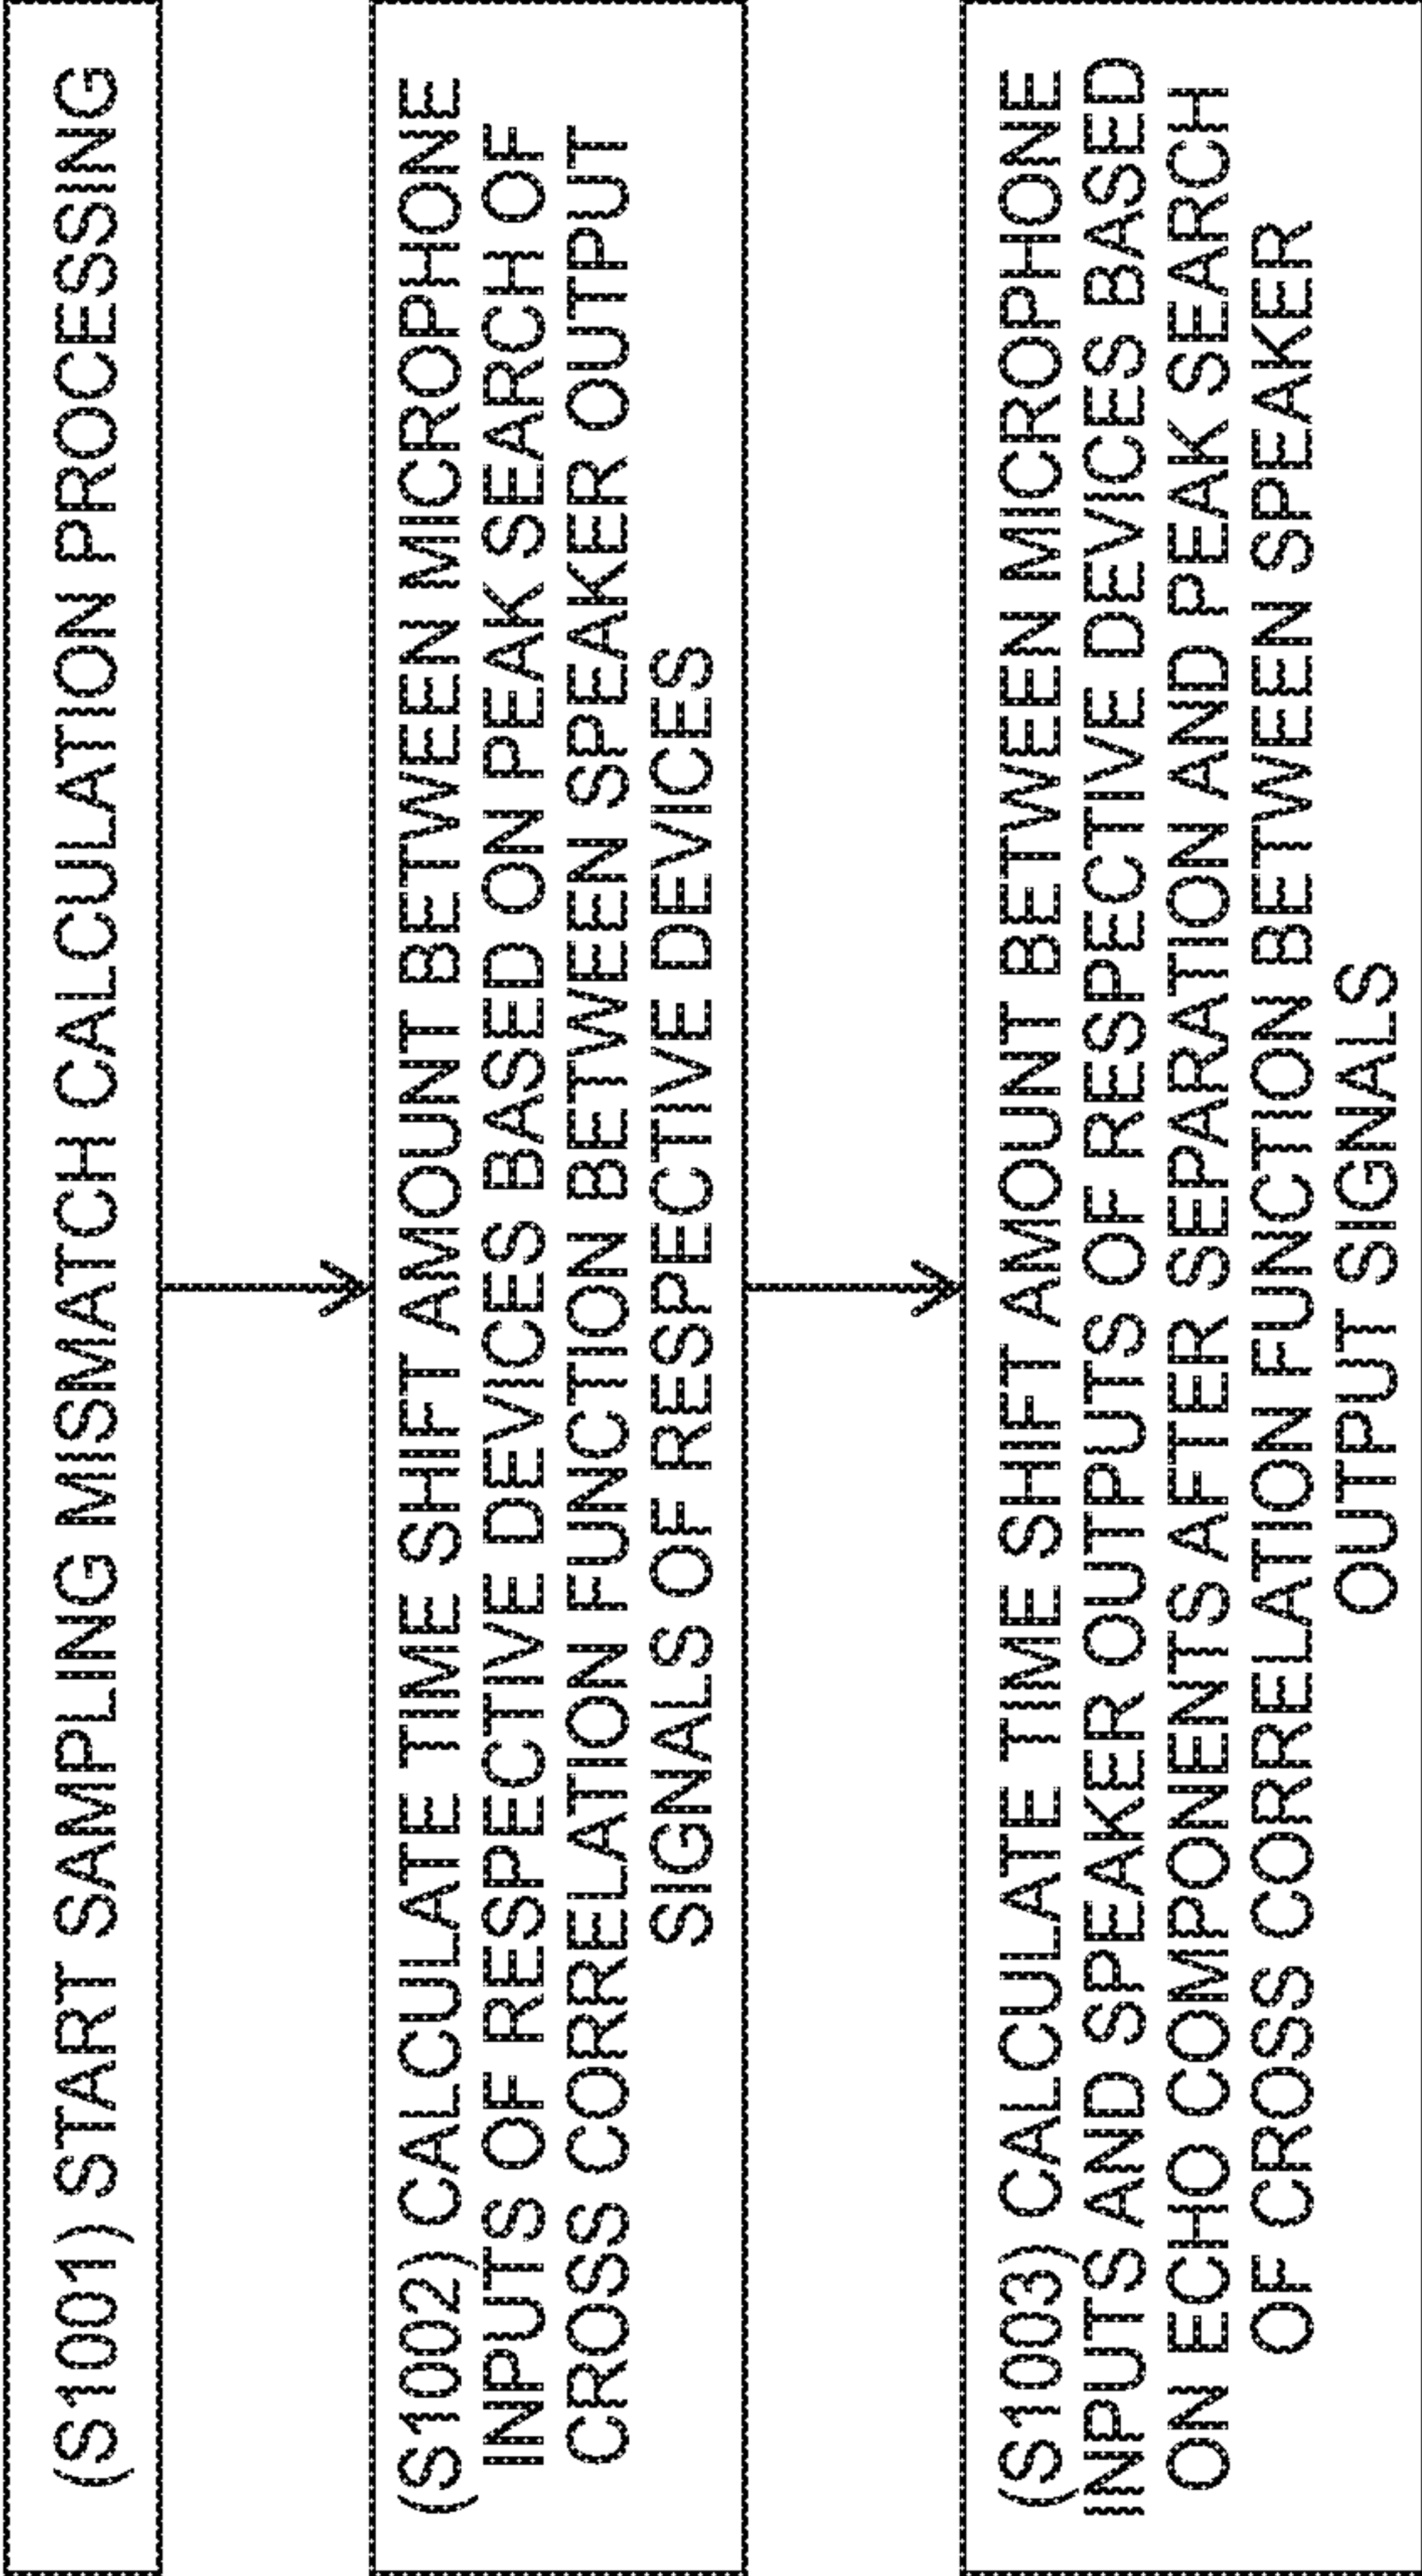 (S1001) START SAMPLING MISMATCH CALCULATION PROCESSING
(S1002) CALCULATE TIME SHIFT AMOUNT BETWEEN MICROPHONE
INPUTS OF RESPECTIVE DEVICES BASED ON PEAK SEARCH OF
CROSS CORRELATION FUNCTION BETWEEN SPEAKER OUTPUT
SIGNALS OF RESPECTIVE DEVICES
(S1003) CALCULATE TIME SHIFT AMOUNT BETWEEN MICROPHONE
INPUTS AND SPEAKER OUTPUTS OF RESPECTIVE DEVICES BASED
ON ECHO COMPONENTS AFTER SEPARATION AND PEAK SEARCH
OF CROSS CORRELATION FUNCTION BETWEEN SPEAKER
OUTPUT SIGNALS